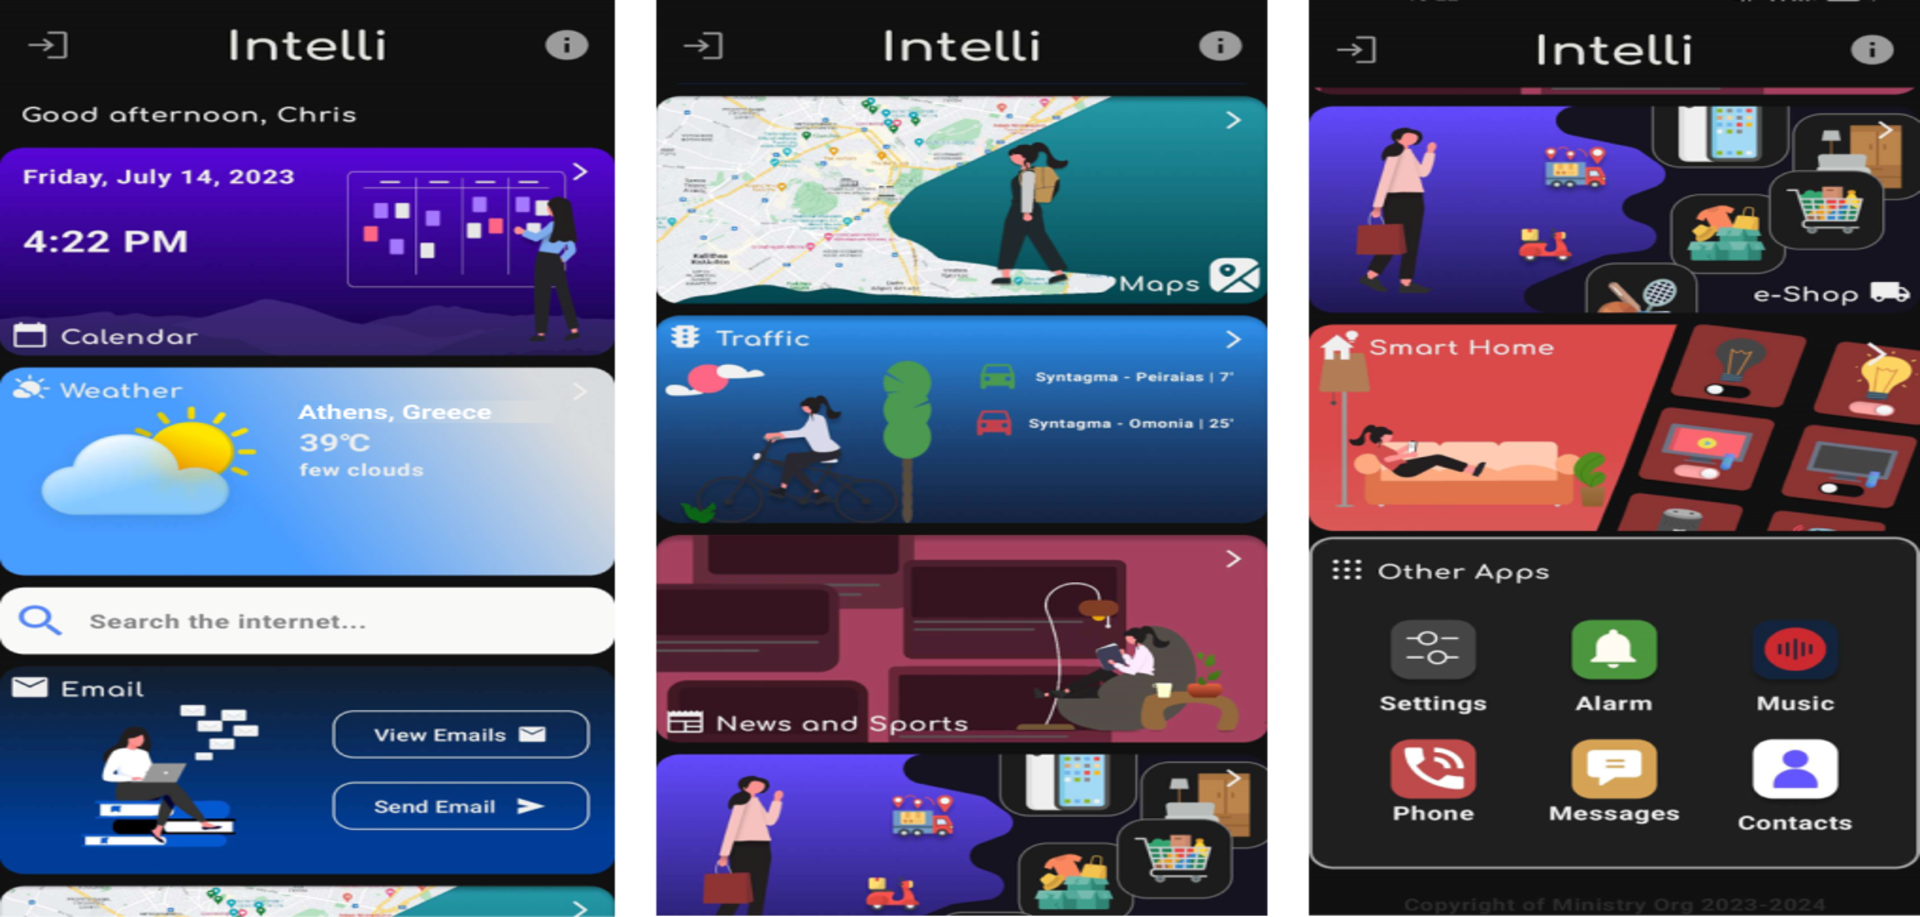 Intelli
Good afternoon, Chris
Friday, July 14, 2023
4:22 PM
Calendar
Weather
Athens, Greece
39°C
few clouds
Search the internet...
Email
View Emails
Send Email
Intelli
Maps
Traffic
Syntagma - Peiraias | 7'
Syntagma - Omonia | 25'
News and Sports
Intelli
e-Shop
Smart Home
Other Apps
Settings
Alarm
Music
Phone
Messages
Contacts
Copyright of Ministry Org 2023-2024